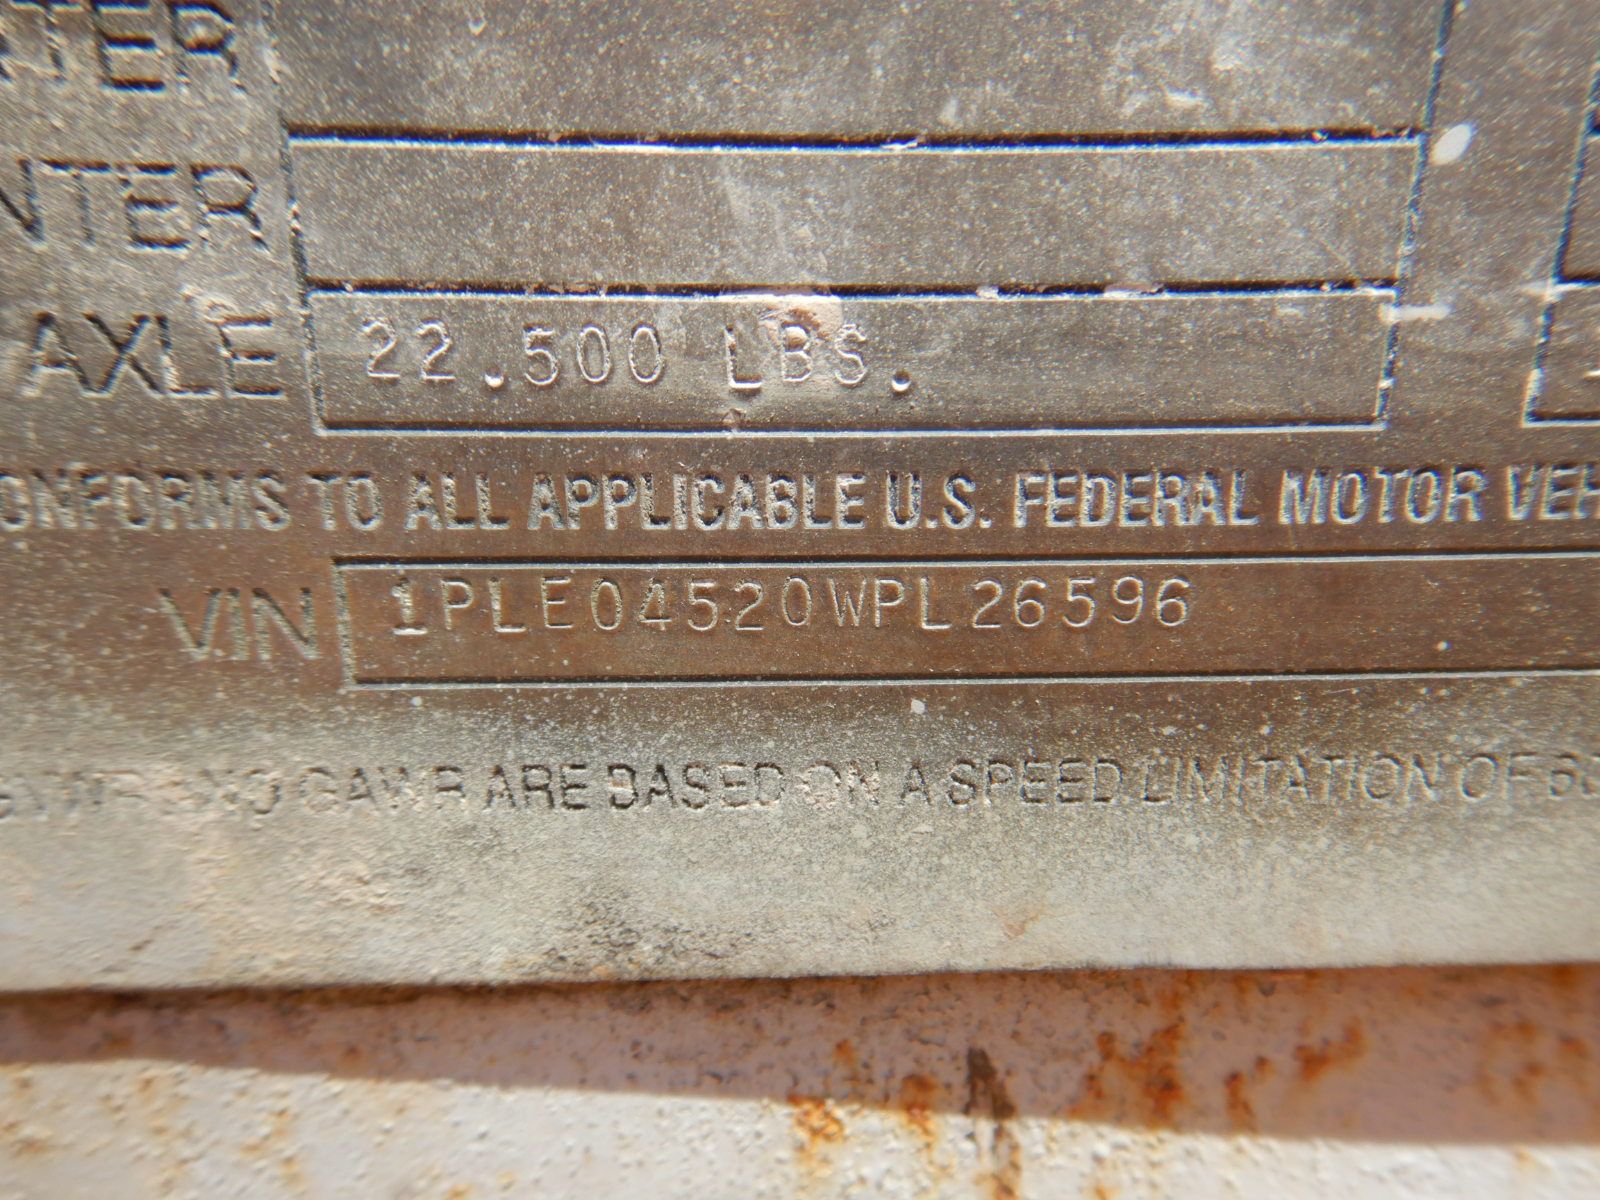 NTER
AXLE 22.500 LBS.
ONFORMS TO ALL APPLICABLE U.S. FEDERAL MOTOR VEH
VIN 1PLE04520WPL26596
GAWR ARE BASED ON A SPEED LIMITATION OF